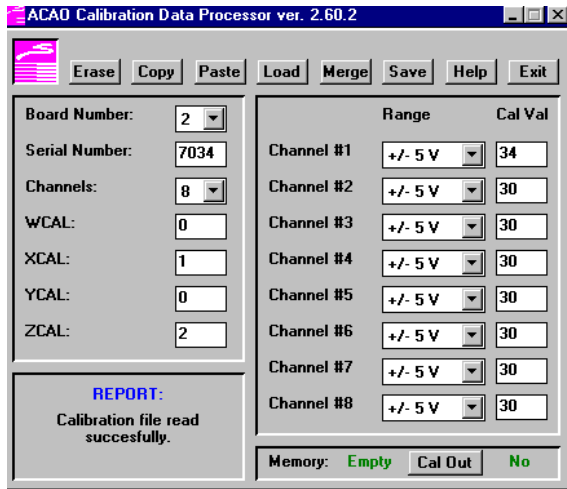 ACAO Calibration Data Processor ver. 2.60.2
Erase Copy Paste Load Merge Save Help Exit
Board Number: 2
Serial Number: 7034
Channels: 8
WCAL: 0
XCAL: 1
YCAL: 0
ZCAL: 2
REPORT:
Calibration file read
succesfully.
Range Cal Val
Channel #1 +/- 5 V 34
Channel #2 +/- 5 V 30
Channel #3 +/- 5 V 30
Channel #4 +/- 5 V 30
Channel #5 +/- 5 V 30
Channel #6 +/- 5 V 30
Channel #7 +/- 5 V 30
Channel #8 +/- 5 V 30
Memory: Empty Cal Out No